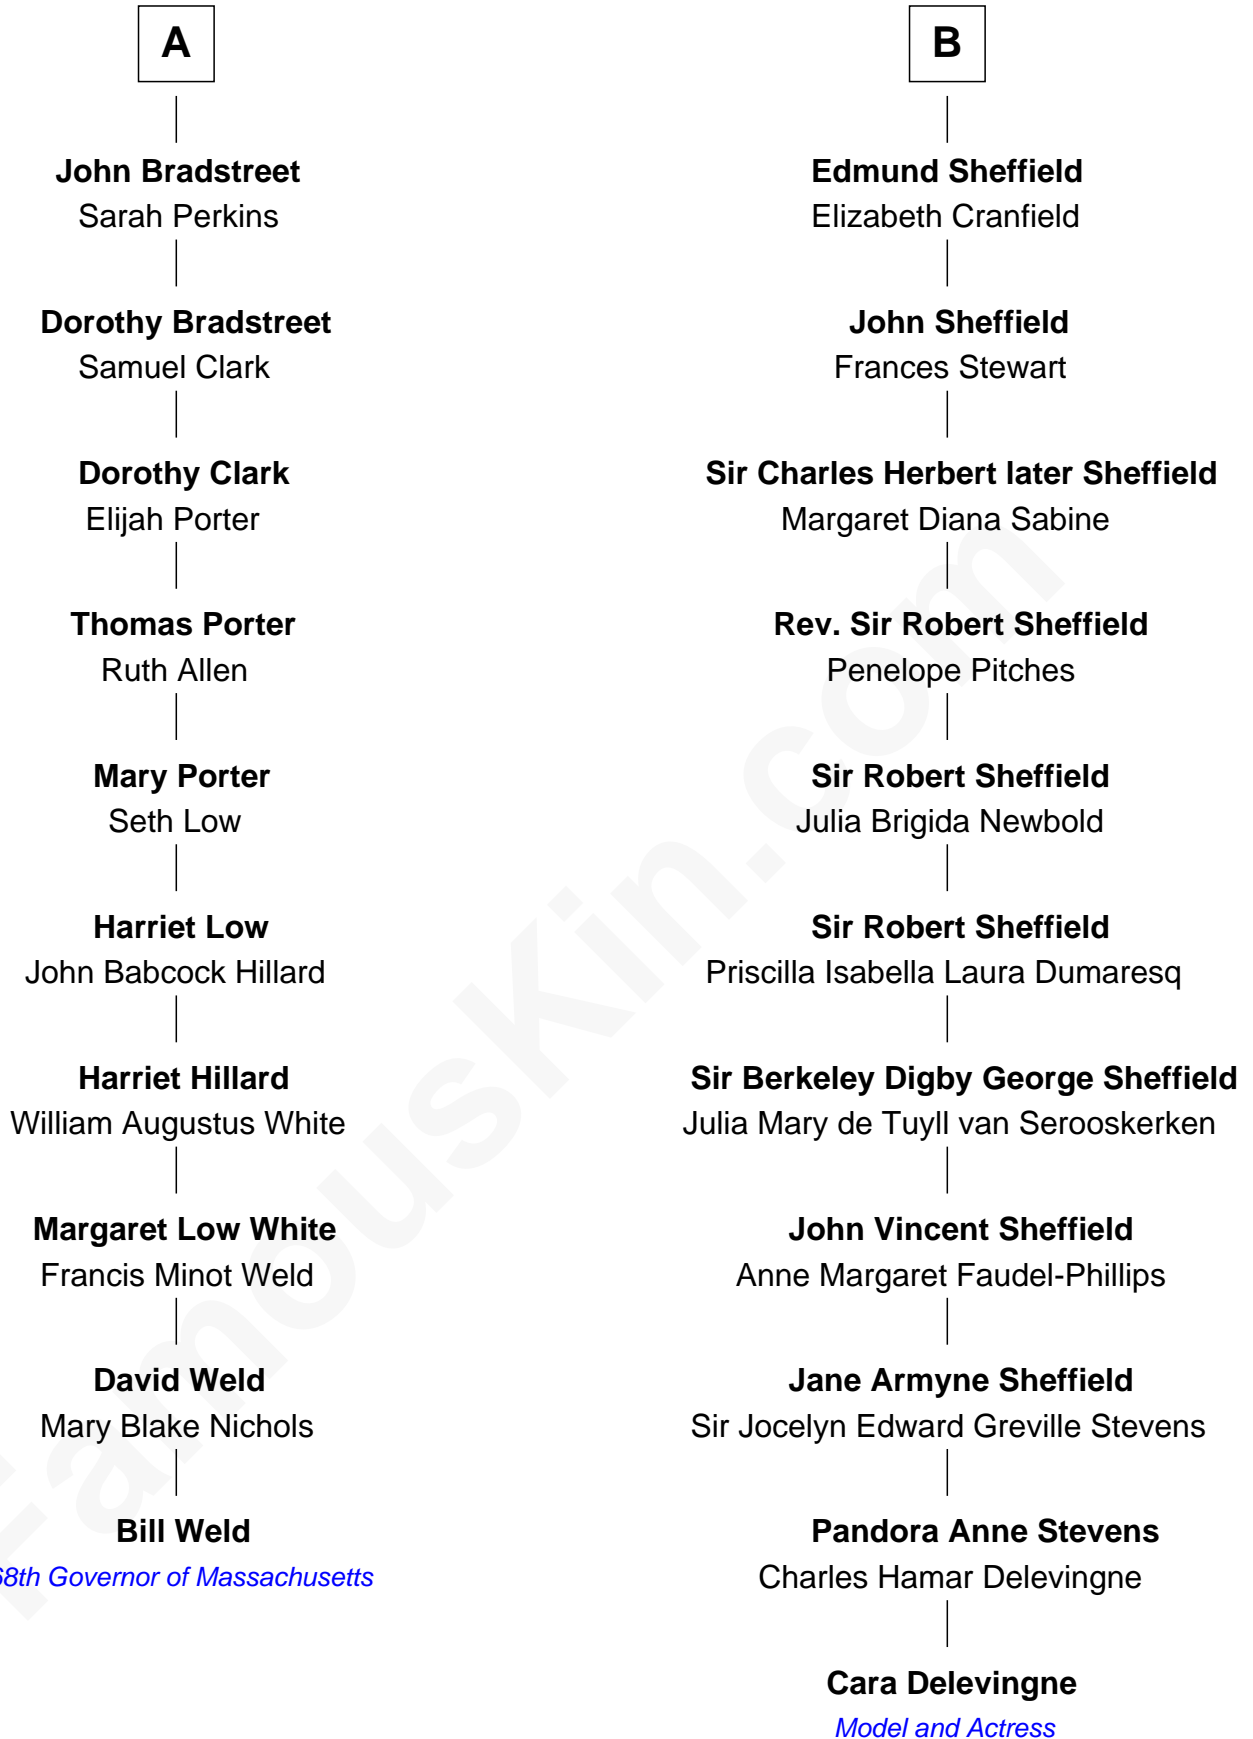 A
John Bradstreet
Sarah Perkins
Dorothy Bradstreet
Samuel Clark
Dorothy Clark
Elijah Porter
Thomas Porter
Ruth Allen
Mary Porter
Seth Low
Harriet Low
John Babcock Hillard
Harriet Hillard
William Augustus White
Margaret Low White
Francis Minot Weld
David Weld
Mary Blake Nichols
Bill Weld
68th Governor of Massachusetts
B
Edmund Sheffield
Elizabeth Cranfield
John Sheffield
Frances Stewart
Sir Charles Herbert later Sheffield
Margaret Diana Sabine
Rev. Sir Robert Sheffield
Penelope Pitches
Sir Robert Sheffield
Julia Brigida Newbold
Sir Robert Sheffield
Priscilla Isabella Laura Dumaresq
Sir Berkeley Digby George Sheffield
Julia Mary de Tuyll van Serooskerken
John Vincent Sheffield
Anne Margaret Faudel-Phillips
Jane Armyne Sheffield
Sir Jocelyn Edward Greville Stevens
Pandora Anne Stevens
Charles Hamar Delevingne
Cara Delevingne
Model and Actress
FamousKin.com